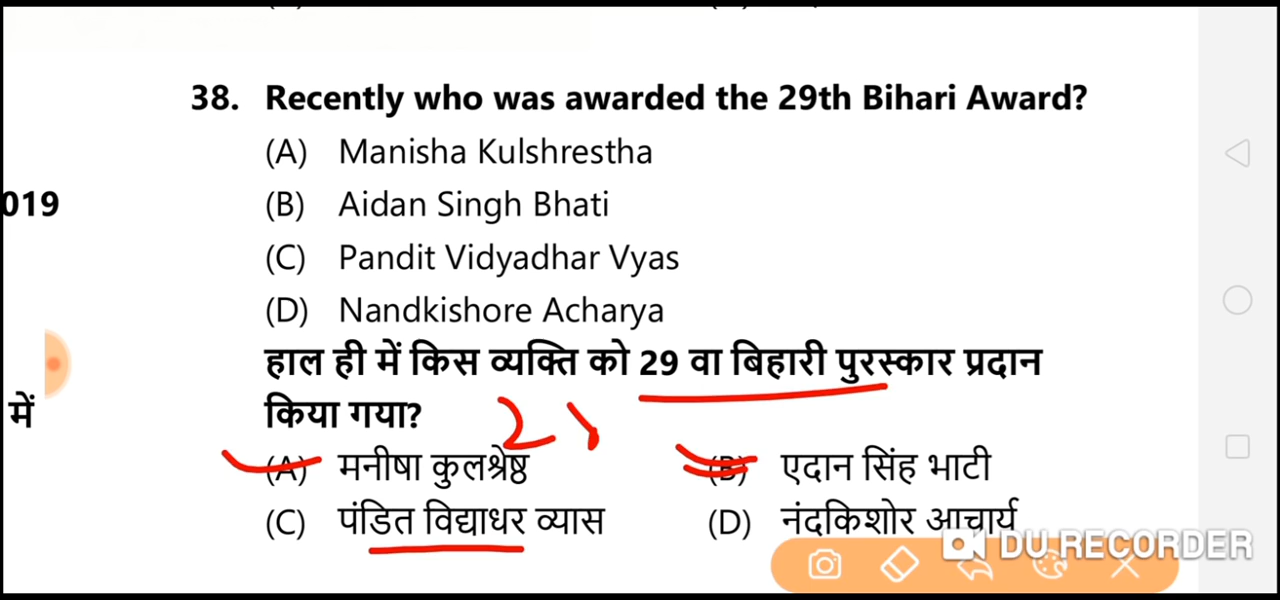 38. Recently who was awarded the 29th Bihari Award?
(A) Manisha Kulshrestha
019 (B) Aidan Singh Bhati
(C) Pandit Vidyadhar Vyas
(D) Nandkishore Acharya
हाल ही में किस व्यक्ति को 29 वा बिहारी पुरस्कार प्रदान
में किया गया? 2
(A) मनीषा कुलश्रेष्ठ (B) एदान सिंह भाटी
(C) पंडित विद्याधर व्यास (D) नंदकिशोर आचार्य
DU RECORDER